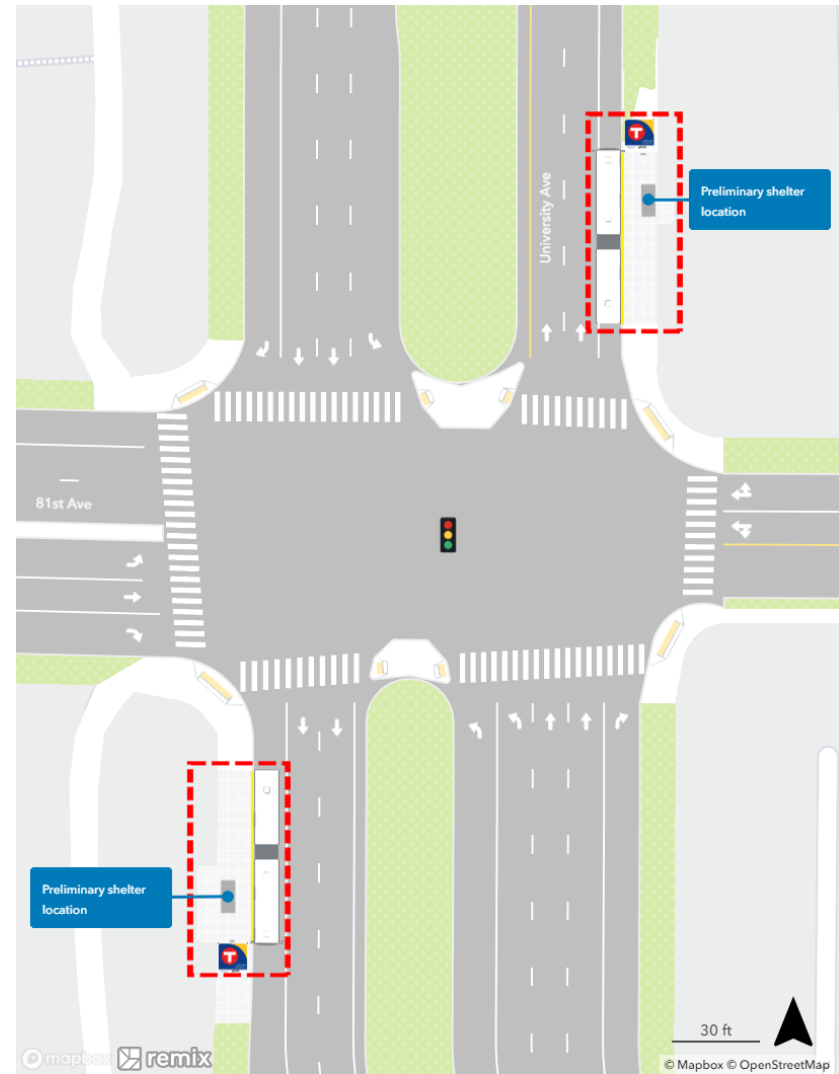 University Ave
Preliminary shelter
location
81st Ave
Preliminary shelter
location
30 ft
mapbox remix
© Mapbox © OpenStreetMap